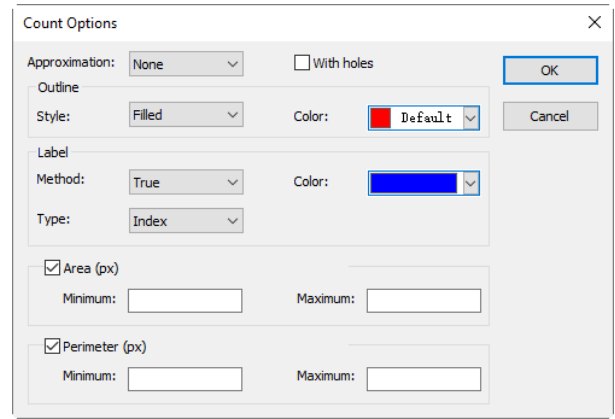 Count Options
Approximation: None With holes OK
Outline
Style: Filled Color: Default Cancel
Label
Method: True Color:
Type: Index
Area (px)
Minimum: Maximum:
Perimeter (px)
Minimum: Maximum: